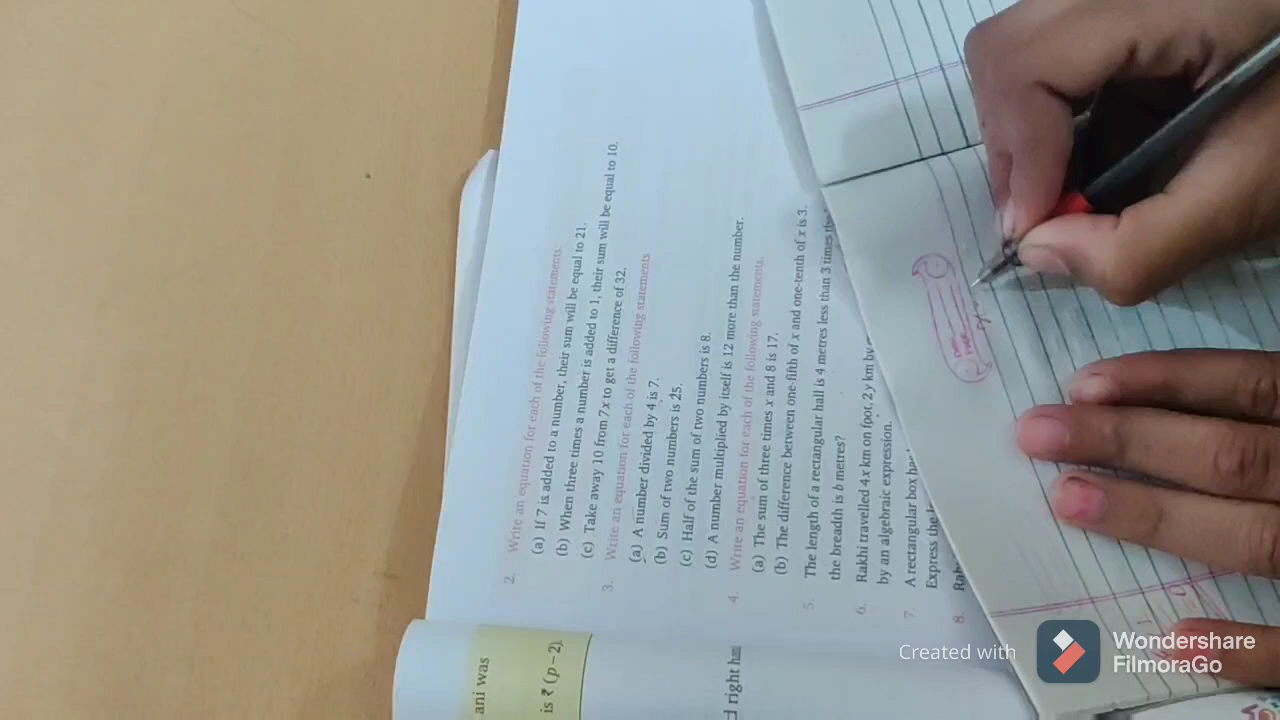 2. Write an equation for each of the following statements:
(a) If 7 is added to a number, their sum will be equal to 21.
(b) When three times a number is added to 1, their sum will be equal to 10.
(c) Take away 10 from 7x to get a difference of 32.
3. Write an equation for each of the following statements
(a) A number divided by 4 is 7.
(b) Sum of two numbers is 25.
(c) Half of the sum of two numbers is 8.
(d) A number multiplied by itself is 12 more than the number.
4. Write an equation for each of the following statements.
(a) The sum of three times x and 8 is 17.
(b) The difference between one-fifth of x and one-tenth of x is 3.
5. The length of a rectangular hall is 4 metres less than 3 times the
the breadth is b metres?
6. Rakhi travelled 4x km on foot, 2y km by
by an algebraic expression.
7. A rectangular box has
Express the
8.
ani was
is ₹ (p – 2).
d right
Created with
Wondershare
FilmoraGo